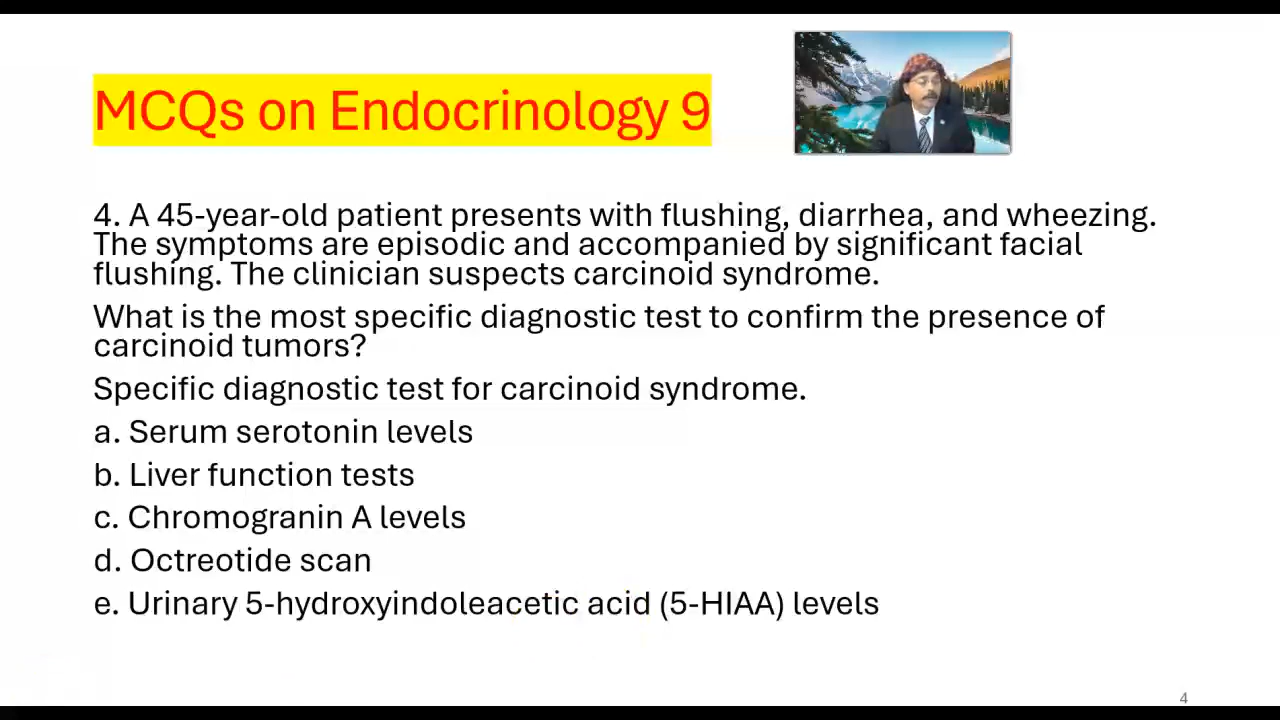 MCQs on Endocrinology 9
4. A 45-year-old patient presents with flushing, diarrhea, and wheezing.
The symptoms are episodic and accompanied by significant facial
flushing. The clinician suspects carcinoid syndrome.
What is the most specific diagnostic test to confirm the presence of
carcinoid tumors?
Specific diagnostic test for carcinoid syndrome.
a. Serum serotonin levels
b. Liver function tests
c. Chromogranin A levels
d. Octreotide scan
e. Urinary 5-hydroxyindoleacetic acid (5-HIAA) levels
4